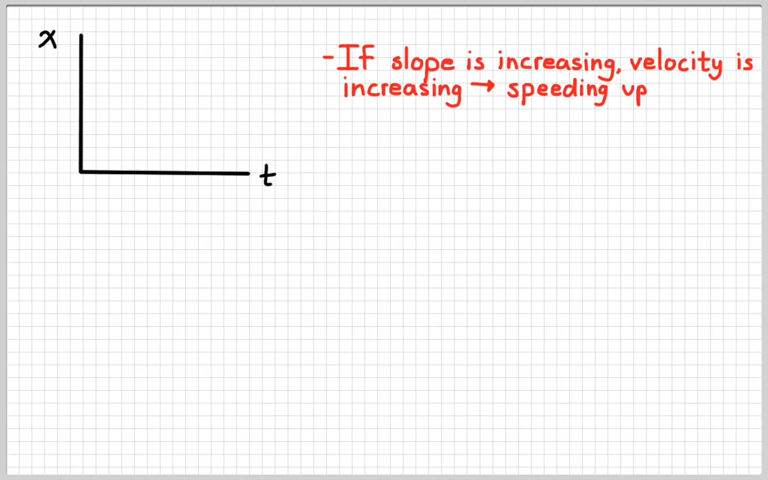 x
-If slope is increasing, velocity is
increasing → speeding up
t